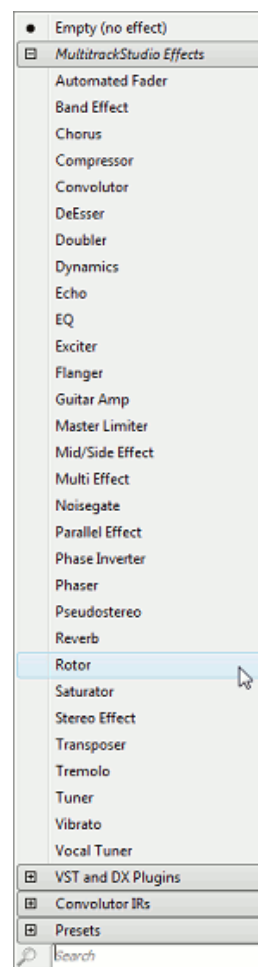 Empty (no effect)
MultitrackStudio Effects
Automated Fader
Band Effect
Chorus
Compressor
Convolutor
DeEsser
Doubler
Dynamics
Echo
EQ
Exciter
Flanger
Guitar Amp
Master Limiter
Mid/Side Effect
Multi Effect
Noisegate
Parallel Effect
Phase Inverter
Phaser
Pseudostereo
Reverb
Rotor
Saturator
Stereo Effect
Transposer
Tremolo
Tuner
Vibrato
Vocal Tuner
VST and DX Plugins
Convolutor IRs
Presets
Search